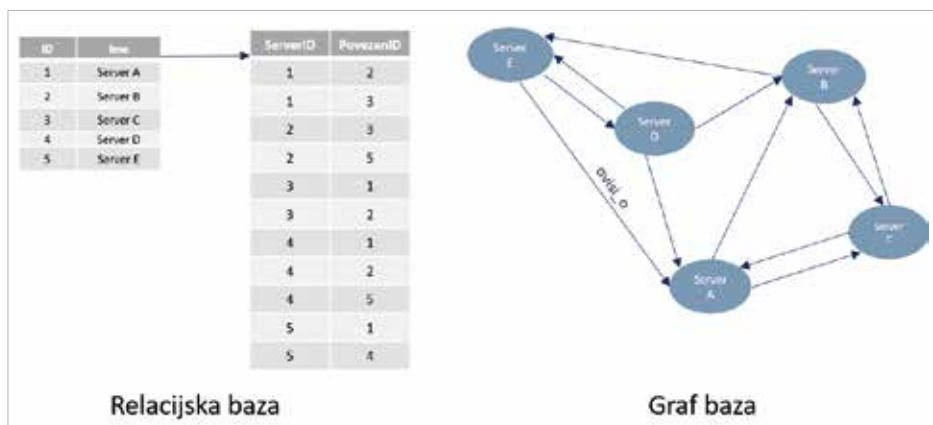 ID Ime
1 Server A
2 Server B
3 Server C
4 Server D
5 Server E
ServerID PovezanID
1 2
1 3
2 3
2 5
3 1
3 2
4 1
4 2
4 5
5 1
5 4
Relacijska baza
Server
E
Server
B
Server
D
ovisi_o
Server
C
Server
A
Graf baza